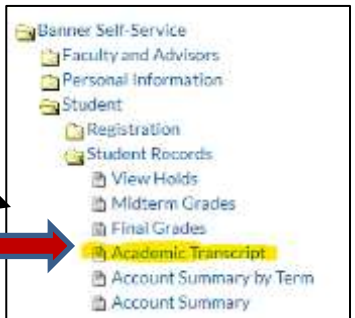 Banner Self-Service
Faculty and Advisors
Personal Information
Student
Registration
Student Records
View Holds
Midterm Grades
Final Grades
Academic Transcript
Account Summary by Term
Account Summary